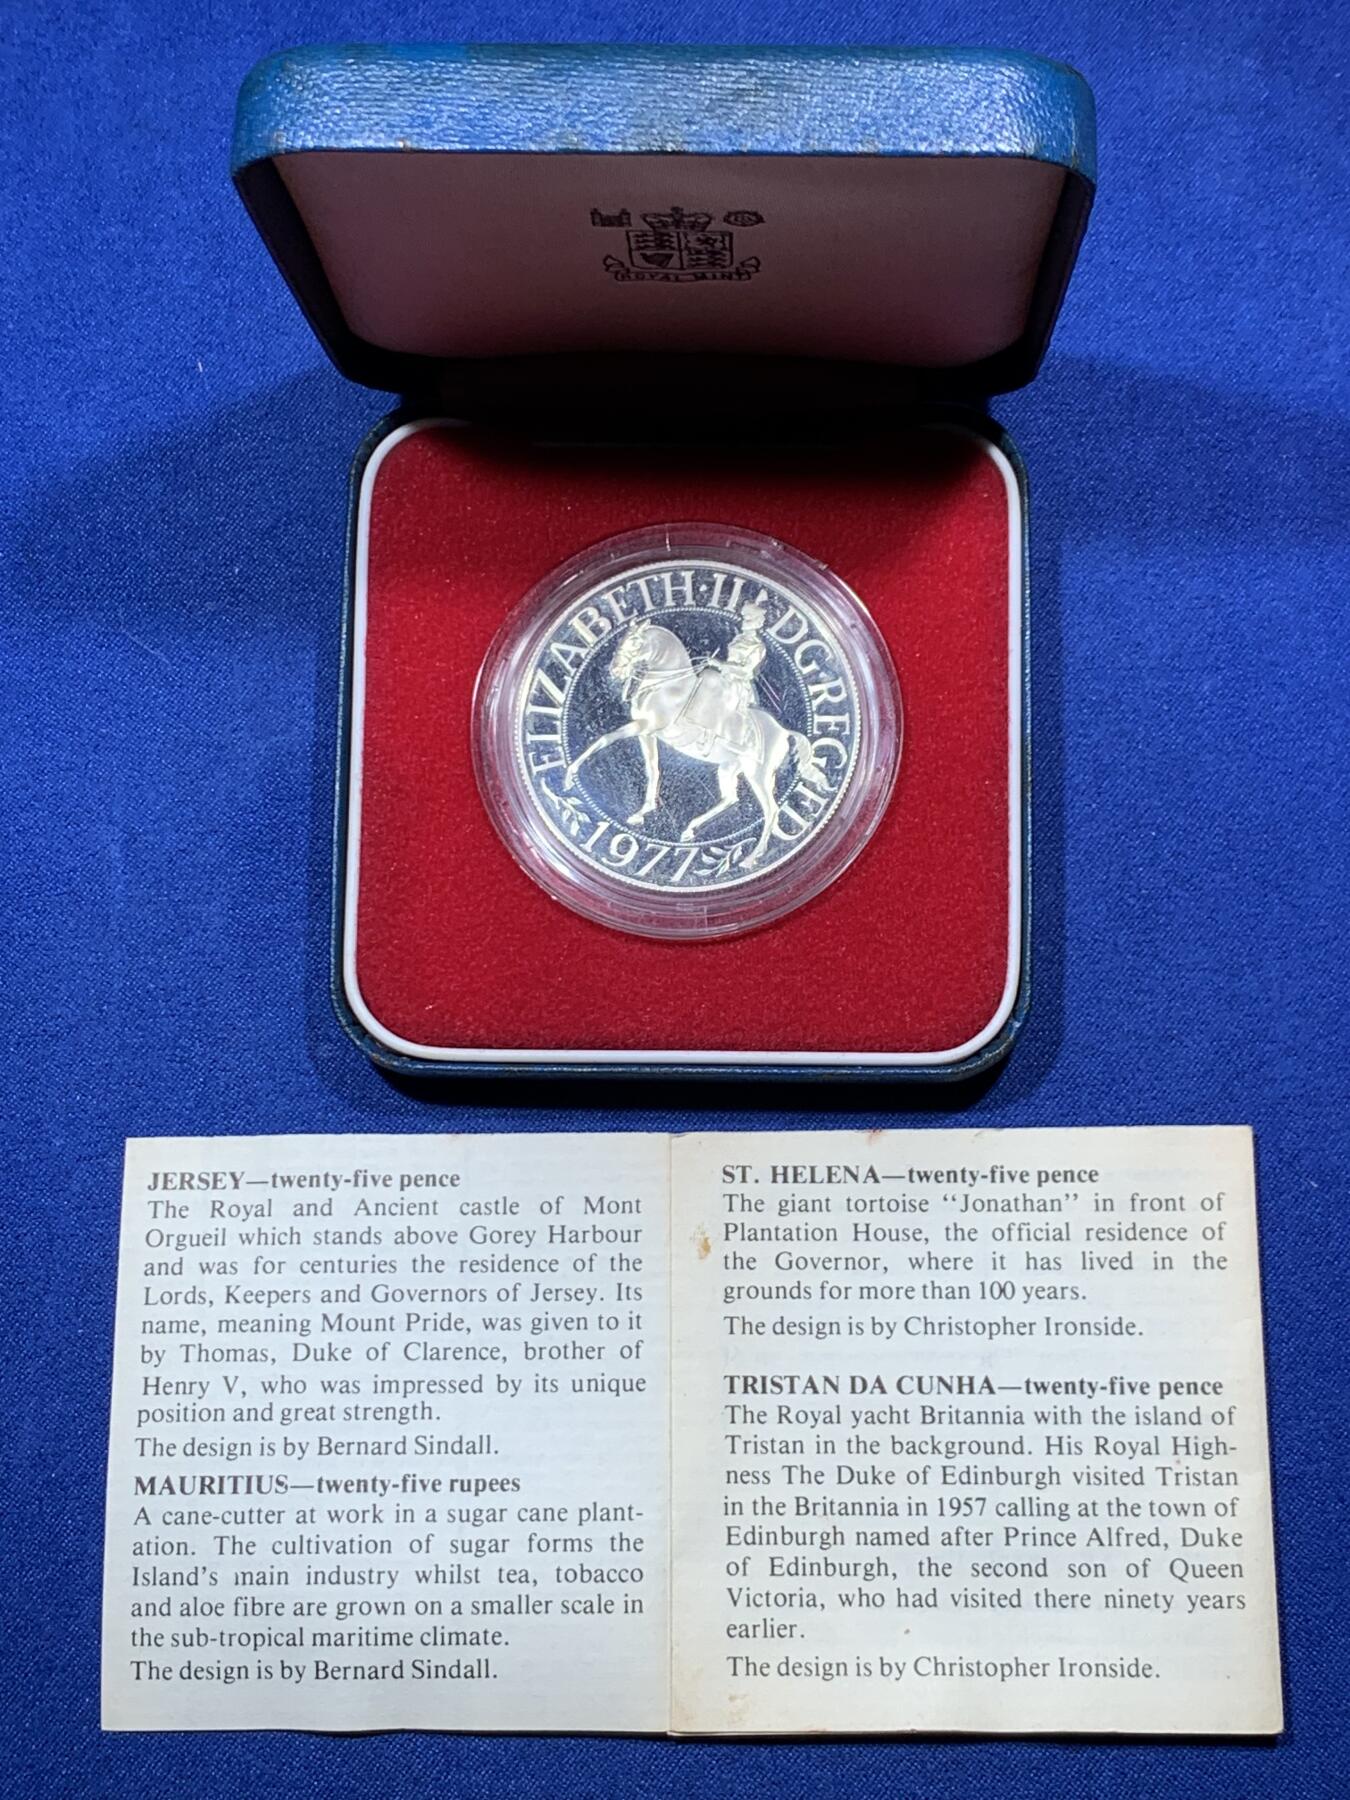 ROYAL MINT
ELIZABETH·II·DG·REG·FD
1977
JERSEY—twenty-five pence
The Royal and Ancient castle of Mont
Orgueil which stands above Gorey Harbour
and was for centuries the residence of the
Lords, Keepers and Governors of Jersey. Its
name, meaning Mount Pride, was given to it
by Thomas, Duke of Clarence, brother of
Henry V, who was impressed by its unique
position and great strength.
The design is by Bernard Sindall.
MAURITIUS—twenty-five rupees
A cane-cutter at work in a sugar cane plant-
ation. The cultivation of sugar forms the
Island's main industry whilst tea, tobacco
and aloe fibre are grown on a smaller scale in
the sub-tropical maritime climate.
The design is by Bernard Sindall.
ST. HELENA—twenty-five pence
The giant tortoise “Jonathan” in front of
Plantation House, the official residence of
the Governor, where it has lived in the
grounds for more than 100 years.
The design is by Christopher Ironside.
TRISTAN DA CUNHA—twenty-five pence
The Royal yacht Britannia with the island of
Tristan in the background. His Royal High-
ness The Duke of Edinburgh visited Tristan
in the Britannia in 1957 calling at the town of
Edinburgh named after Prince Alfred, Duke
of Edinburgh, the second son of Queen
Victoria, who had visited there ninety years
earlier.
The design is by Christopher Ironside.